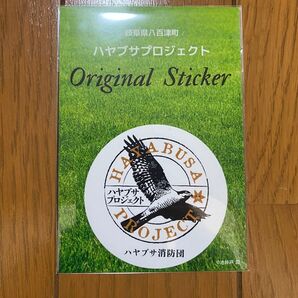 岐阜県八百津町
ハヤブサプロジェクト
Original Sticker
HAYABUSA
ハヤブサ
プロジェクト
PROJECT
ハヤブサ消防団